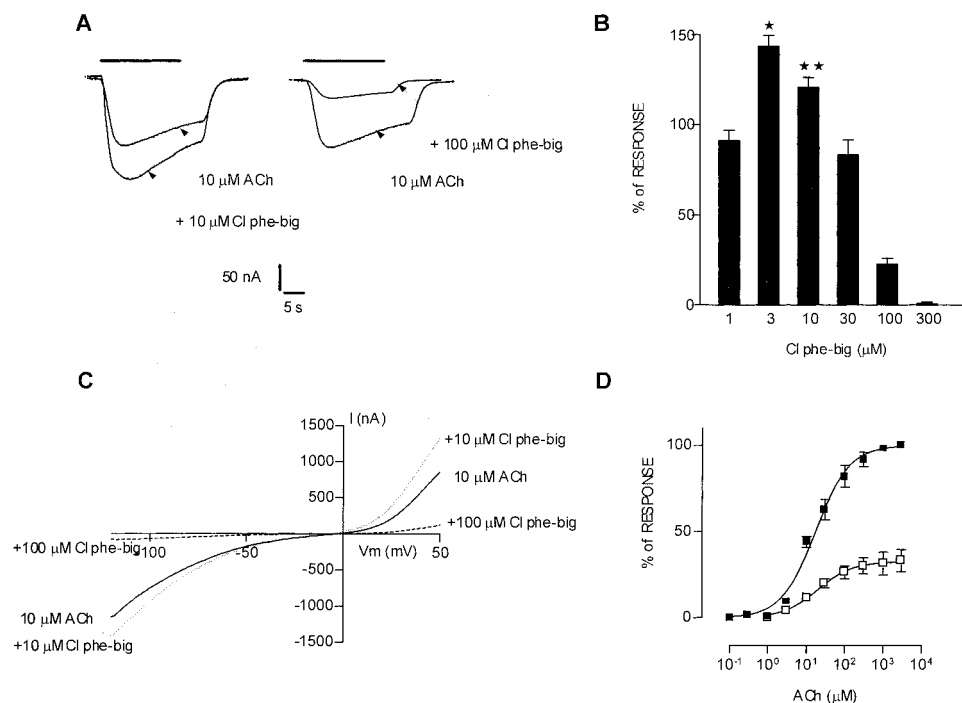 A
+ 100 µM Cl phe-big
10 µM ACh
10 µM ACh
+ 10 µM Cl phe-big
50 nA
5 s
B
% of RESPONSE
150
100
50
0
★
★★
1 3 10 30 100 300
Cl phe-big (µM)
C
I (nA)
1500
1000
500
-500
-1000
-1500
+10 µM Cl phe-big
10 µM ACh
+100 µM Cl phe-big
+100 µM Cl phe-big
-100
-50
Vm (mV)
50
10 µM ACh
+10 µM Cl phe-big
D
% of RESPONSE
100
50
0
10⁻¹ 10⁰ 10¹ 10² 10³ 10⁴
ACh (µM)